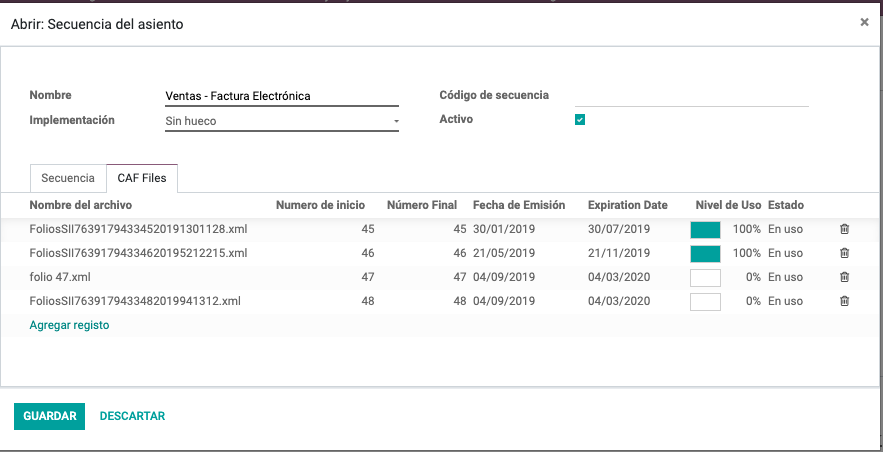 Abrir: Secuencia del asiento ×
Nombre Ventas - Factura Electrónica Código de secuencia
Implementación Sin hueco Activo
Secuencia CAF Files
Nombre del archivo Numero de inicio Número Final Fecha de Emisión Expiration Date Nivel de Uso Estado
FoliosSII76391794334520191301128.xml 45 45 30/01/2019 30/07/2019 100% En uso
FoliosSII76391794334620195212215.xml 46 46 21/05/2019 21/11/2019 100% En uso
folio 47.xml 47 47 04/09/2019 04/03/2020 0% En uso
FoliosSII7639179433482019941312.xml 48 48 04/09/2019 04/03/2020 0% En uso
Agregar registo
GUARDAR DESCARTAR